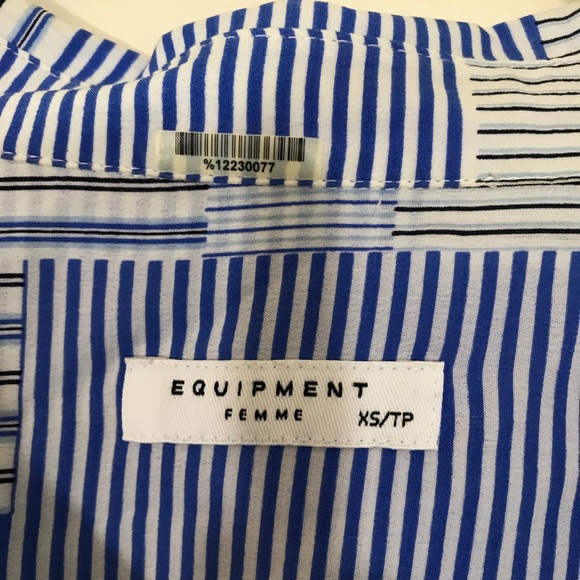 %12230077
EQUIPMENT
FEMME
XS/TP